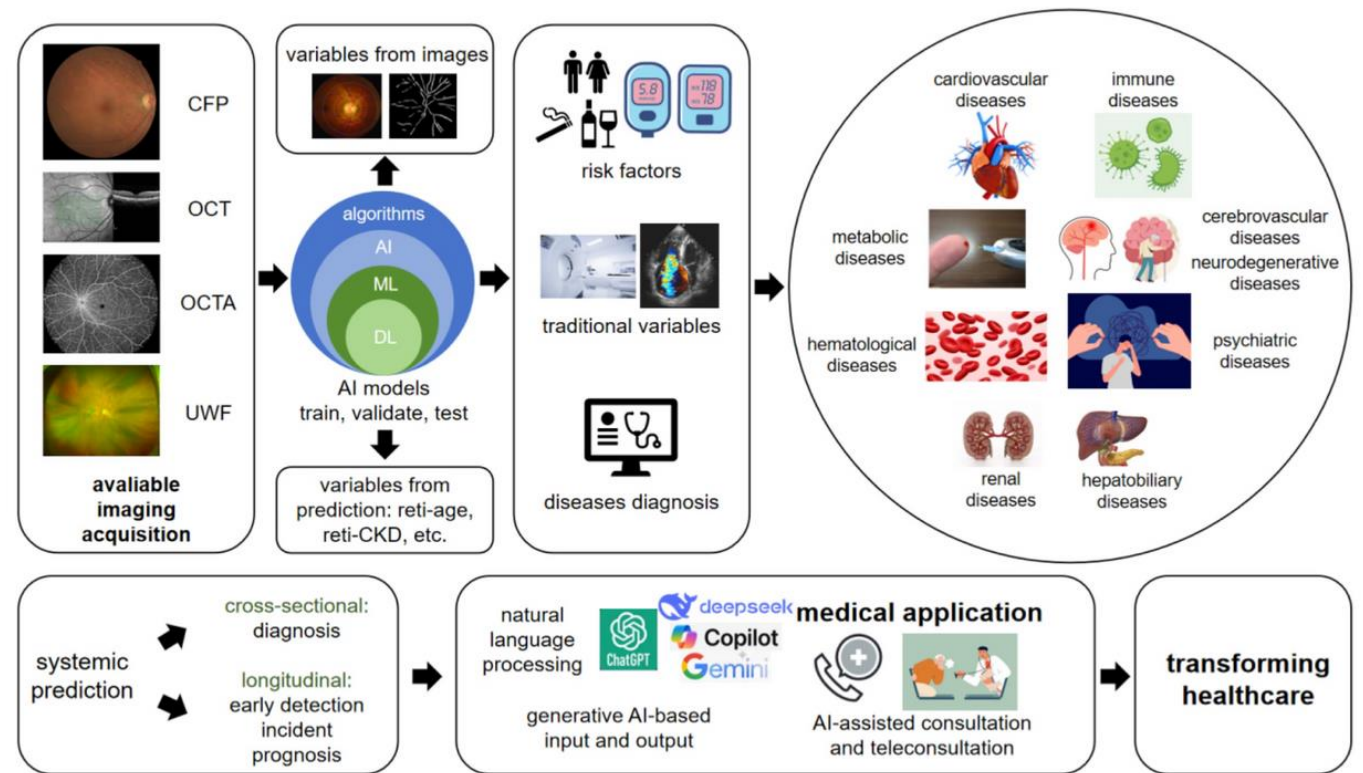 CFP
OCT
OCTA
UWF
avaliable
imaging
acquisition
variables from images
algorithms
AI
ML
DL
AI models
train, validate, test
variables from
prediction: reti-age,
reti-CKD, etc.
5.8
118
78
risk factors
traditional variables
diseases diagnosis
cardiovascular
diseases
immune
diseases
metabolic
diseases
cerebrovascular
diseases
neurodegenerative
diseases
hematological
diseases
psychiatric
diseases
renal
diseases
hepatobiliary
diseases
systemic
prediction
cross-sectional:
diagnosis
longitudinal:
early detection
incident
prognosis
natural
language
processing
ChatGPT
deepseek
Copilot
Gemini
generative AI-based
input and output
medical application
AI-assisted consultation
and teleconsultation
transforming
healthcare